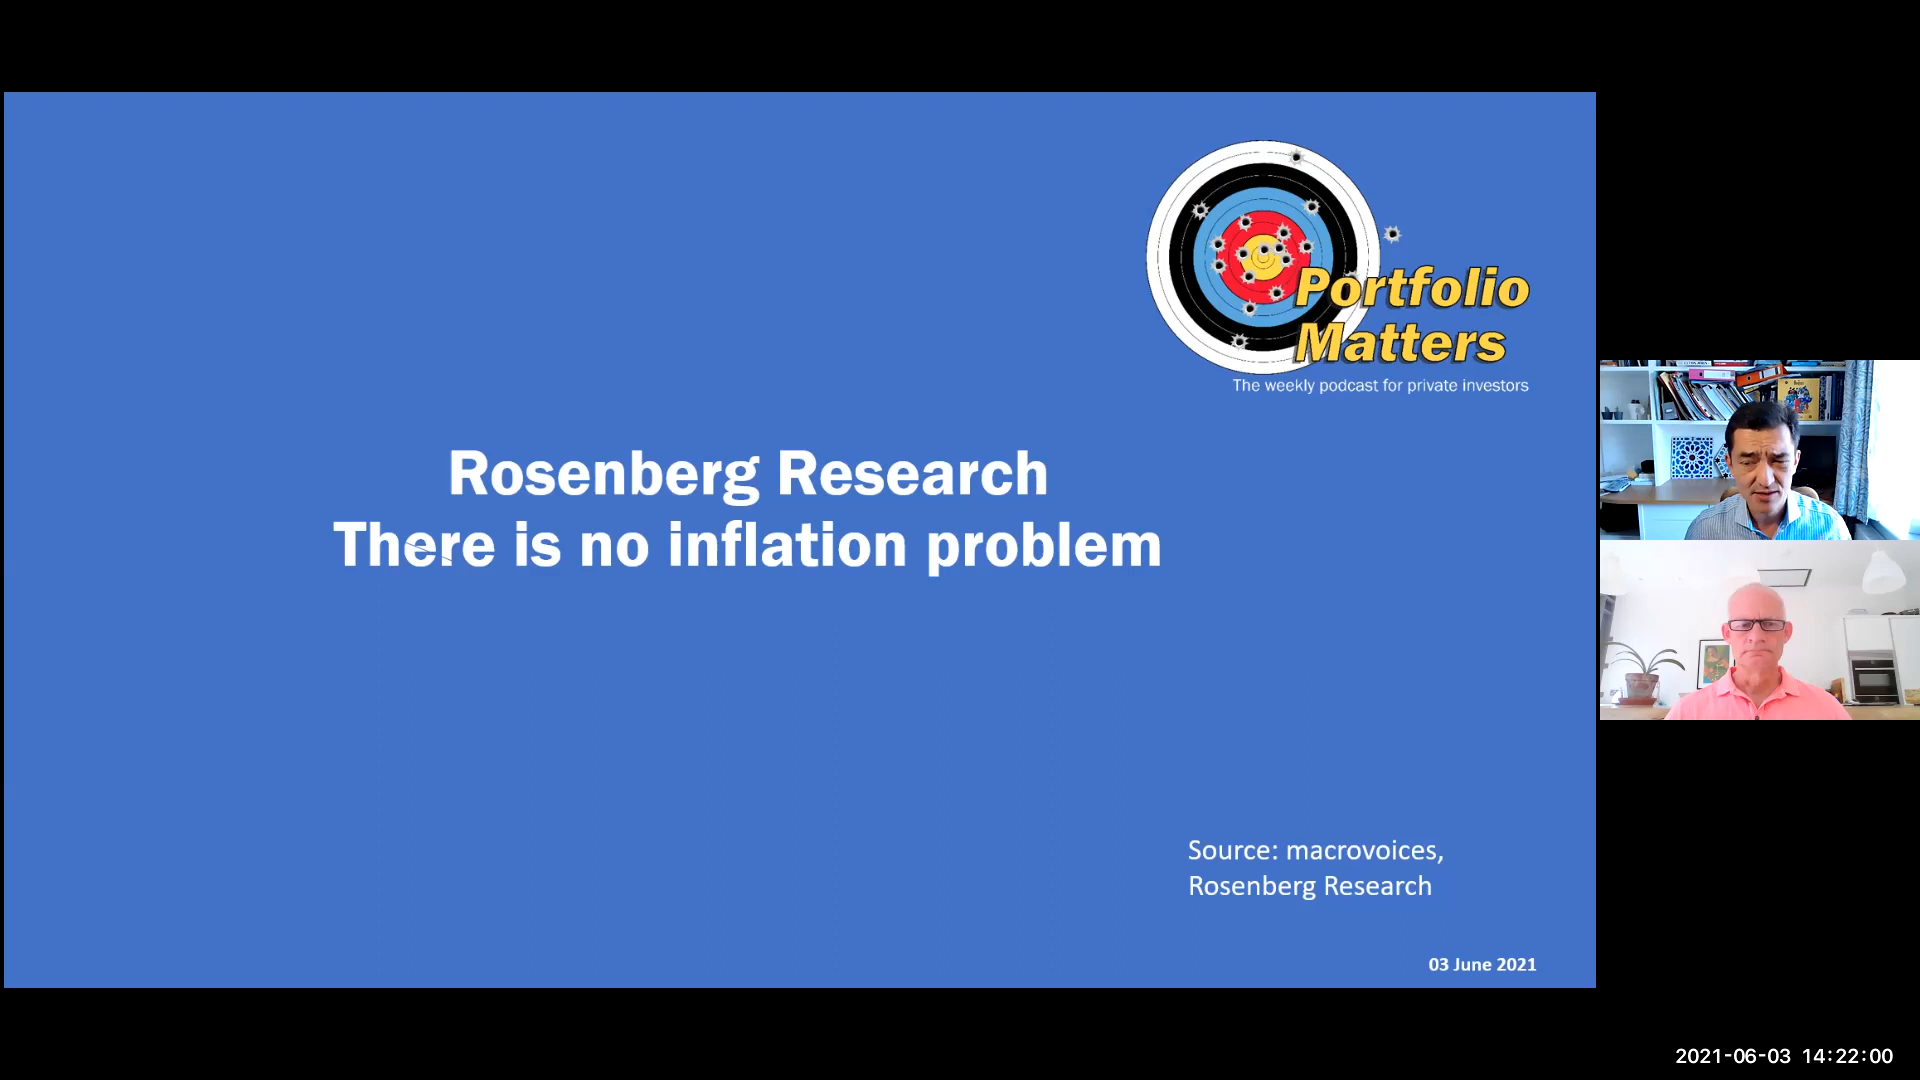 Portfolio
Matters
The weekly podcast for private investors
Rosenberg Research
There is no inflation problem
Source: macrovoices,
Rosenberg Research
03 June 2021
2021-06-03 14:22:00